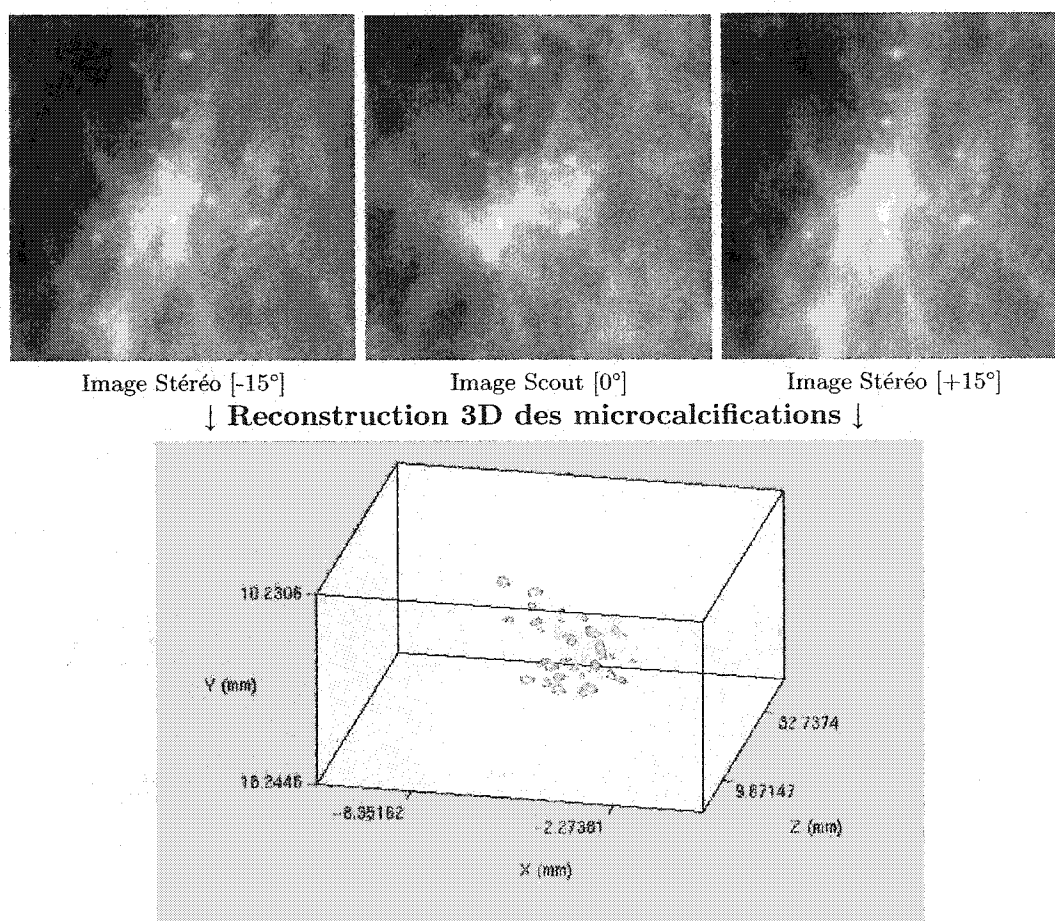 Image Stéréo [-15°]
Image Scout [0°]
Image Stéréo [+15°]
↓ Reconstruction 3D des microcalcifications ↓
10.2306
Y (mm)
16.2446
-8.35162
-2.27381
X (mm)
32.7374
9.87147
Z (mm)